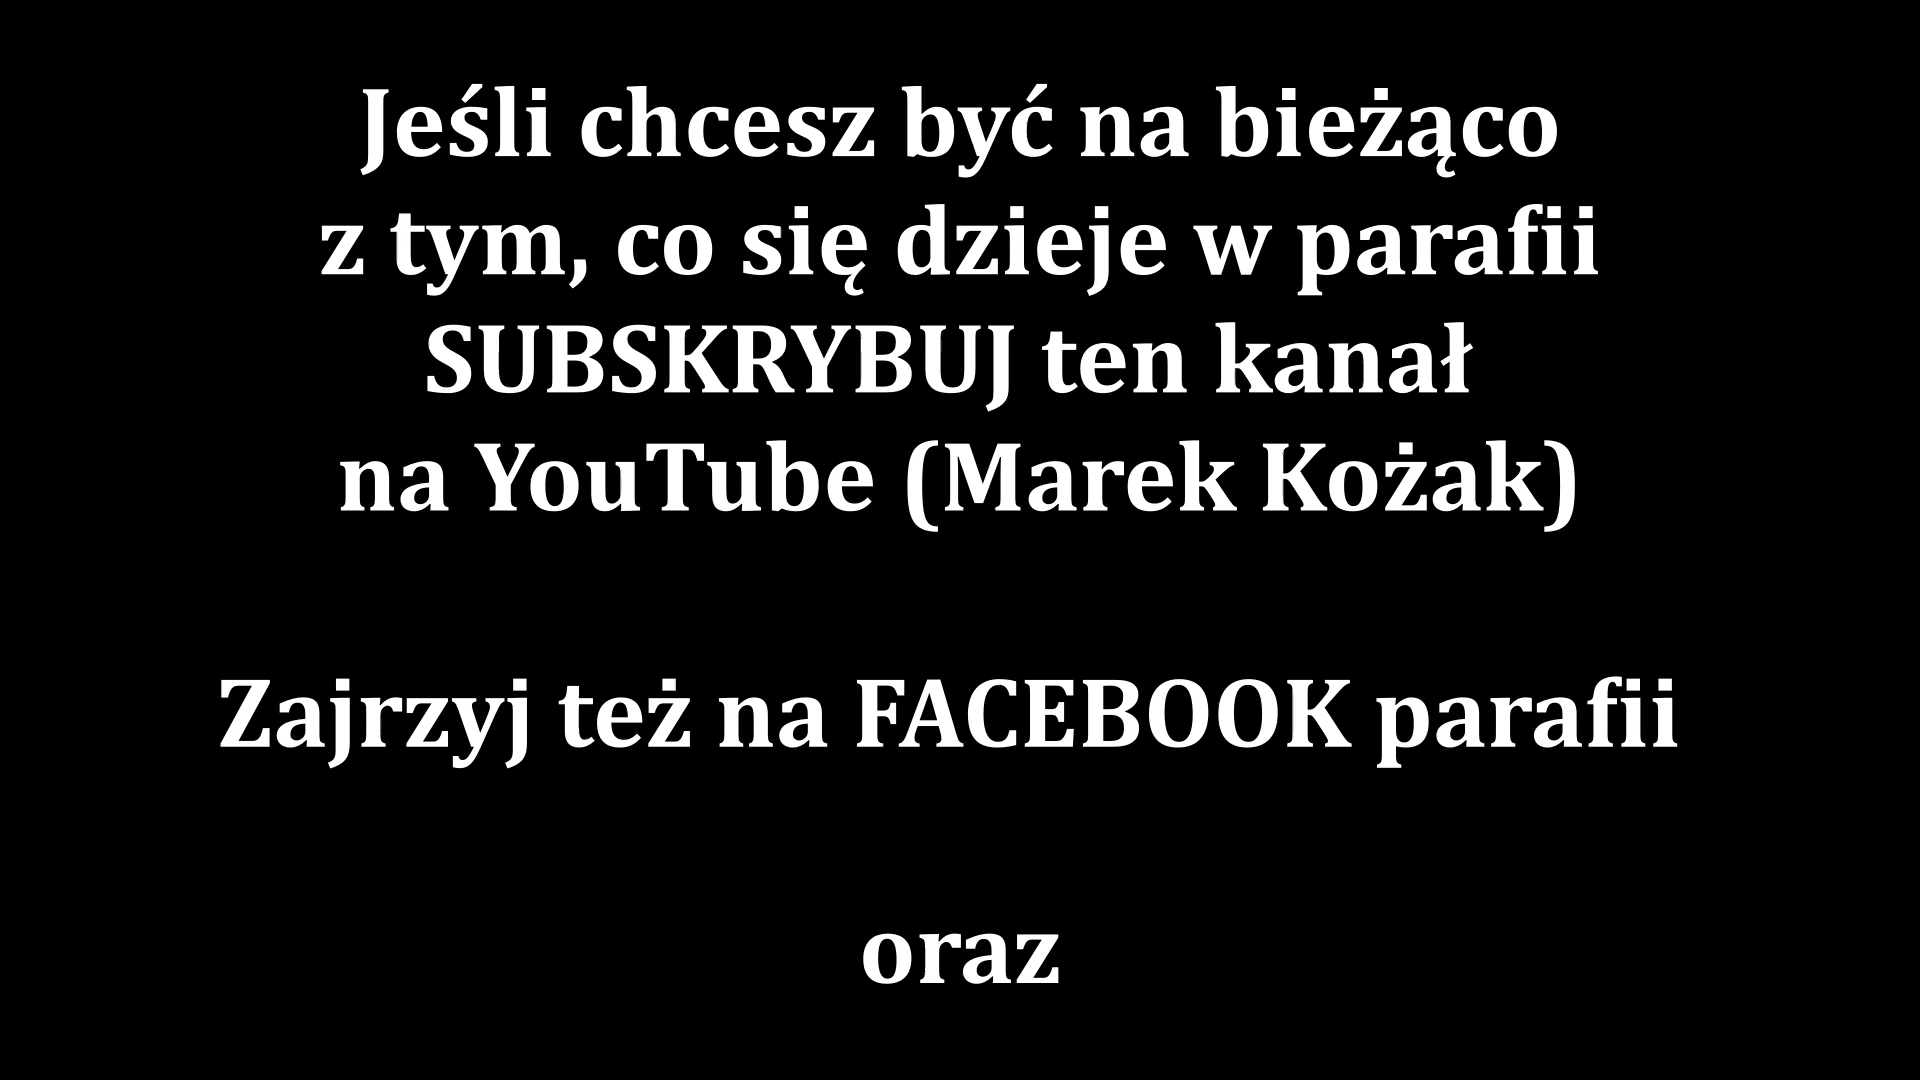 Jeśli chcesz być na bieżąco
z tym, co się dzieje w parafii
SUBSKRYBUJ ten kanał
na YouTube (Marek Kożak)
Zajrzyj też na FACEBOOK parafii
oraz